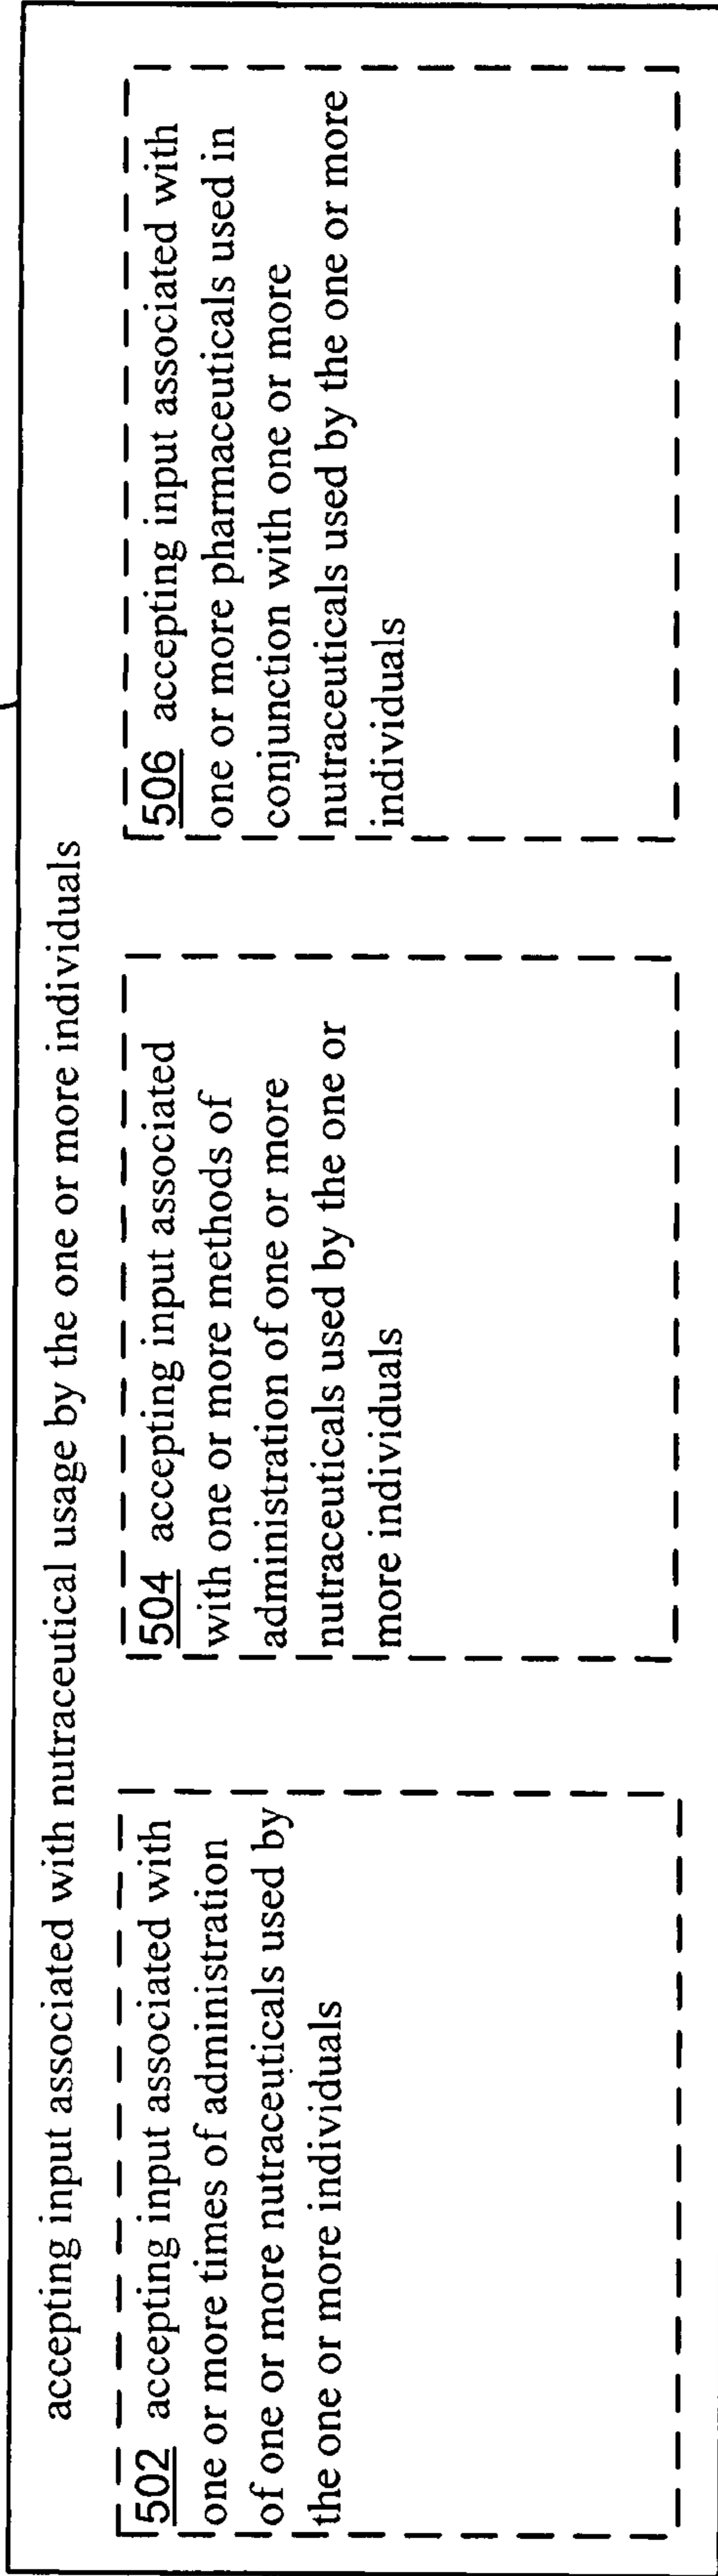 accepting input associated with nutraceutical usage by the one or more individuals
502 accepting input associated with
one or more times of administration
of one or more nutraceuticals used by
the one or more individuals
504 accepting input associated
with one or more methods of
administration of one or more
nutraceuticals used by the one or
more individuals
506 accepting input associated with
one or more pharmaceuticals used in
conjunction with one or more
nutraceuticals used by the one or more
individuals